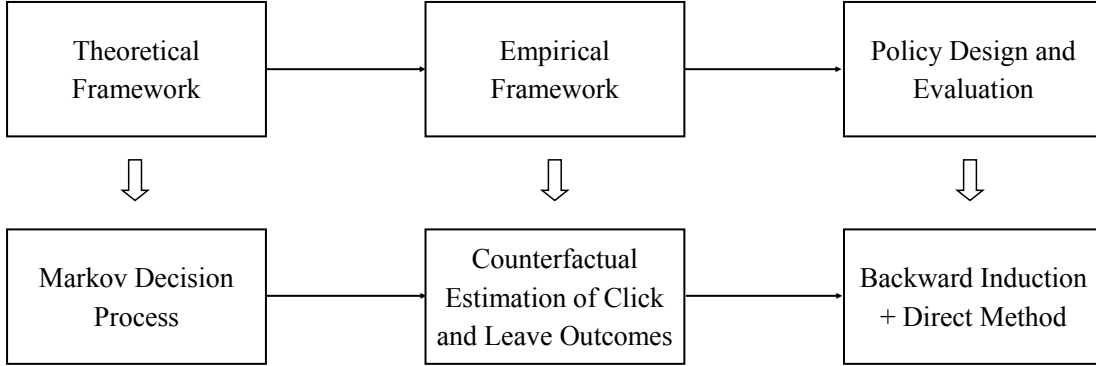 Theoretical
Framework
Empirical
Framework
Policy Design and
Evaluation
Markov Decision
Process
Counterfactual
Estimation of Click
and Leave Outcomes
Backward Induction
+ Direct Method